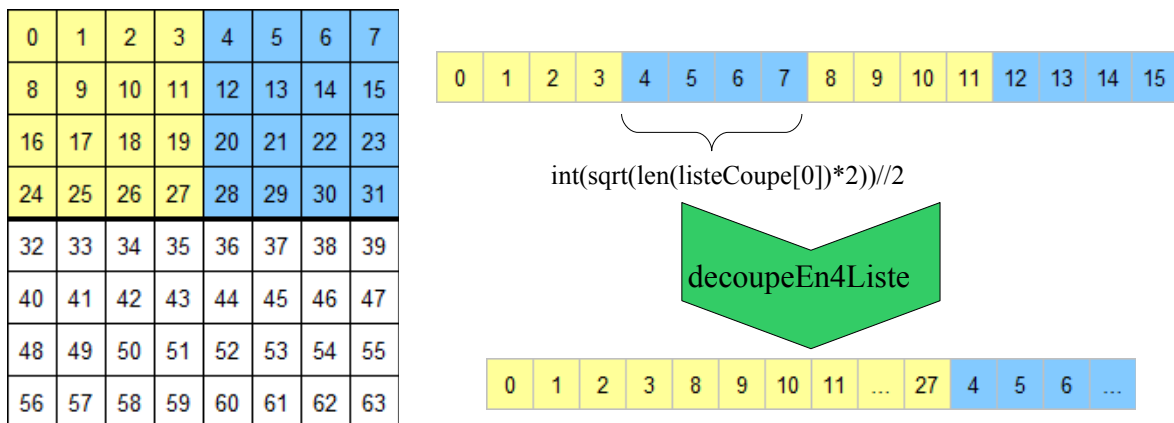 0 1 2 3 4 5 6 7
8 9 10 11 12 13 14 15
16 17 18 19 20 21 22 23
24 25 26 27 28 29 30 31
32 33 34 35 36 37 38 39
40 41 42 43 44 45 46 47
48 49 50 51 52 53 54 55
56 57 58 59 60 61 62 63
0 1 2 3 4 5 6 7 8 9 10 11 12 13 14 15
int(sqrt(len(listeCoupe[0])*2))//2
decoupeEn4Liste
0 1 2 3 8 9 10 11 ... 27 4 5 6 ...